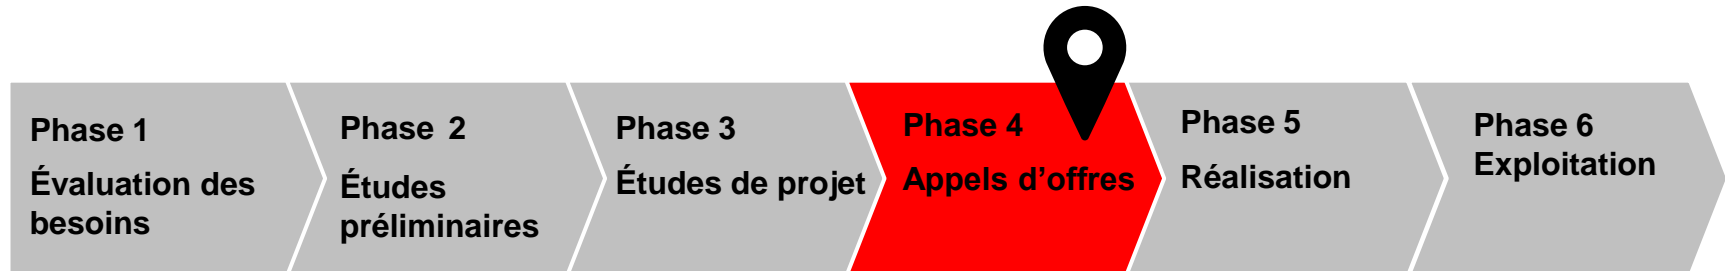 Phase 1
Évaluation des
besoins
Phase 2
Études
préliminaires
Phase 3
Études de projet
Phase 4
Appels d’offres
Phase 5
Réalisation
Phase 6
Exploitation